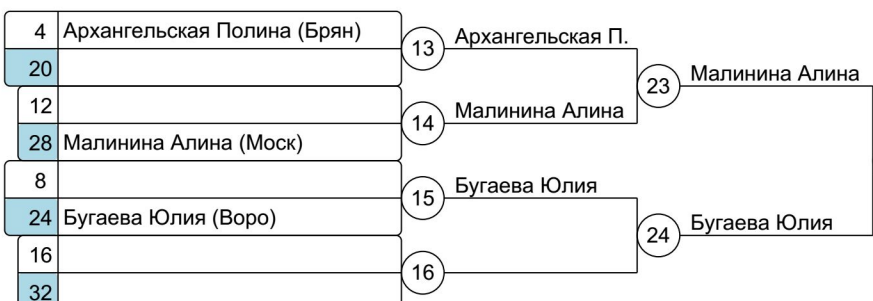 4 Архангельская Полина (Брян)
20
13 Архангельская П.
12
28 Малинина Алина (Моск)
14 Малинина Алина
23 Малинина Алина
8
24 Бугаева Юлия (Воро)
15 Бугаева Юлия
16
32
16
24 Бугаева Юлия